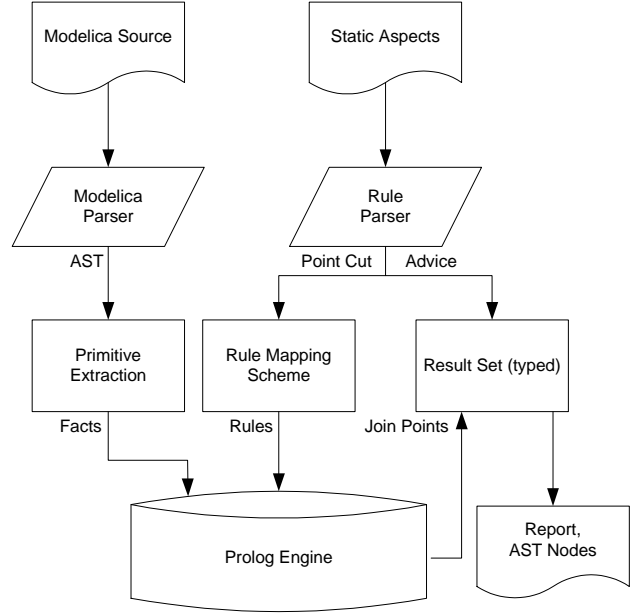 Modelica Source
Static Aspects
Modelica
Parser
Rule
Parser
AST
Point Cut
Advice
Primitive
Extraction
Rule Mapping
Scheme
Result Set (typed)
Facts
Rules
Join Points
Prolog Engine
Report,
AST Nodes